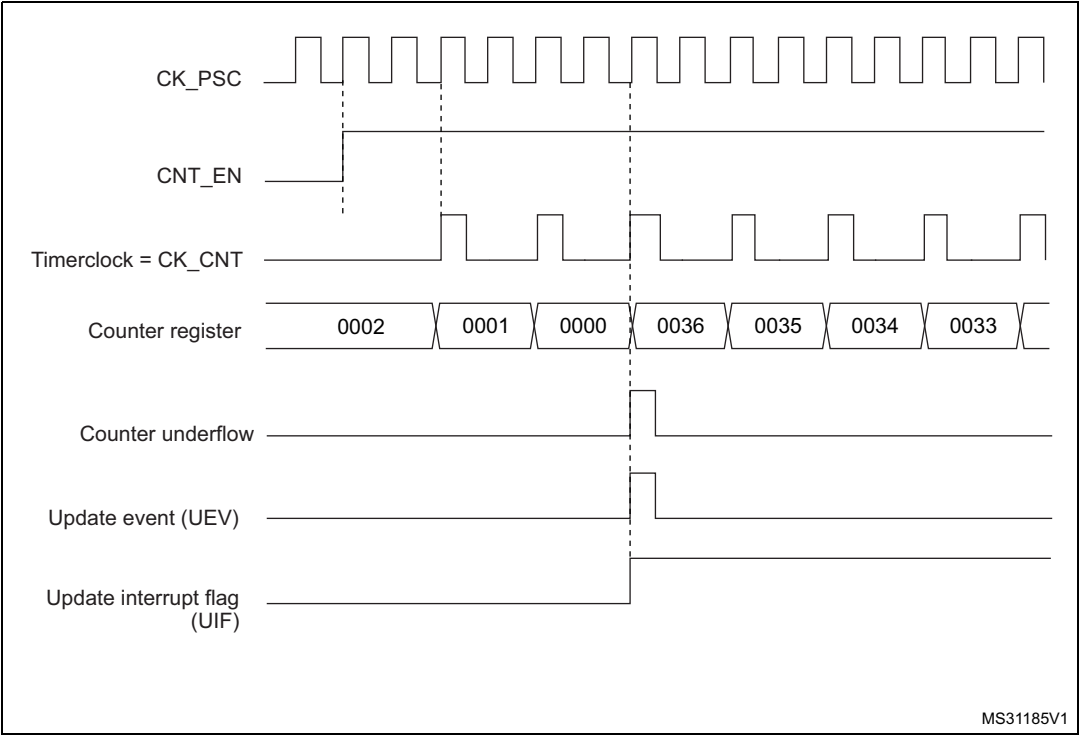 CK_PSC
CNT_EN
Timerclock = CK_CNT
Counter register
0002 0001 0000 0036 0035 0034 0033
Counter underflow
Update event (UEV)
Update interrupt flag
(UIF)
MS31185V1